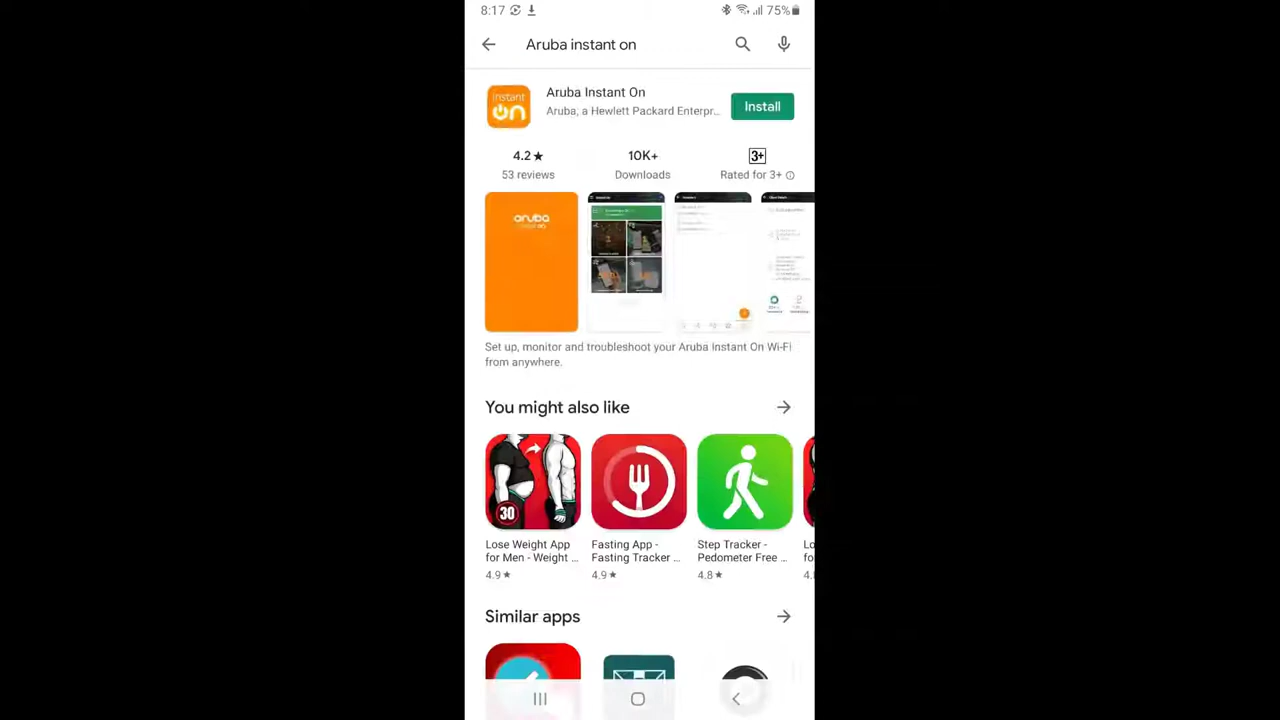 8:17
75%
Aruba instant on
instant
on
Aruba Instant On
Aruba, a Hewlett Packard Enterpr...
Install
4.2★
53 reviews
10K+
Downloads
3+
Rated for 3+
aruba
Set up, monitor and troubleshoot your Aruba Instant On Wi-Fi
from anywhere.
You might also like
30
Lose Weight App
for Men - Weight ...
4.9★
Fasting App -
Fasting Tracker ...
4.9★
Step Tracker -
Pedometer Free ...
4.8★
Lo
fo
4.
Similar apps